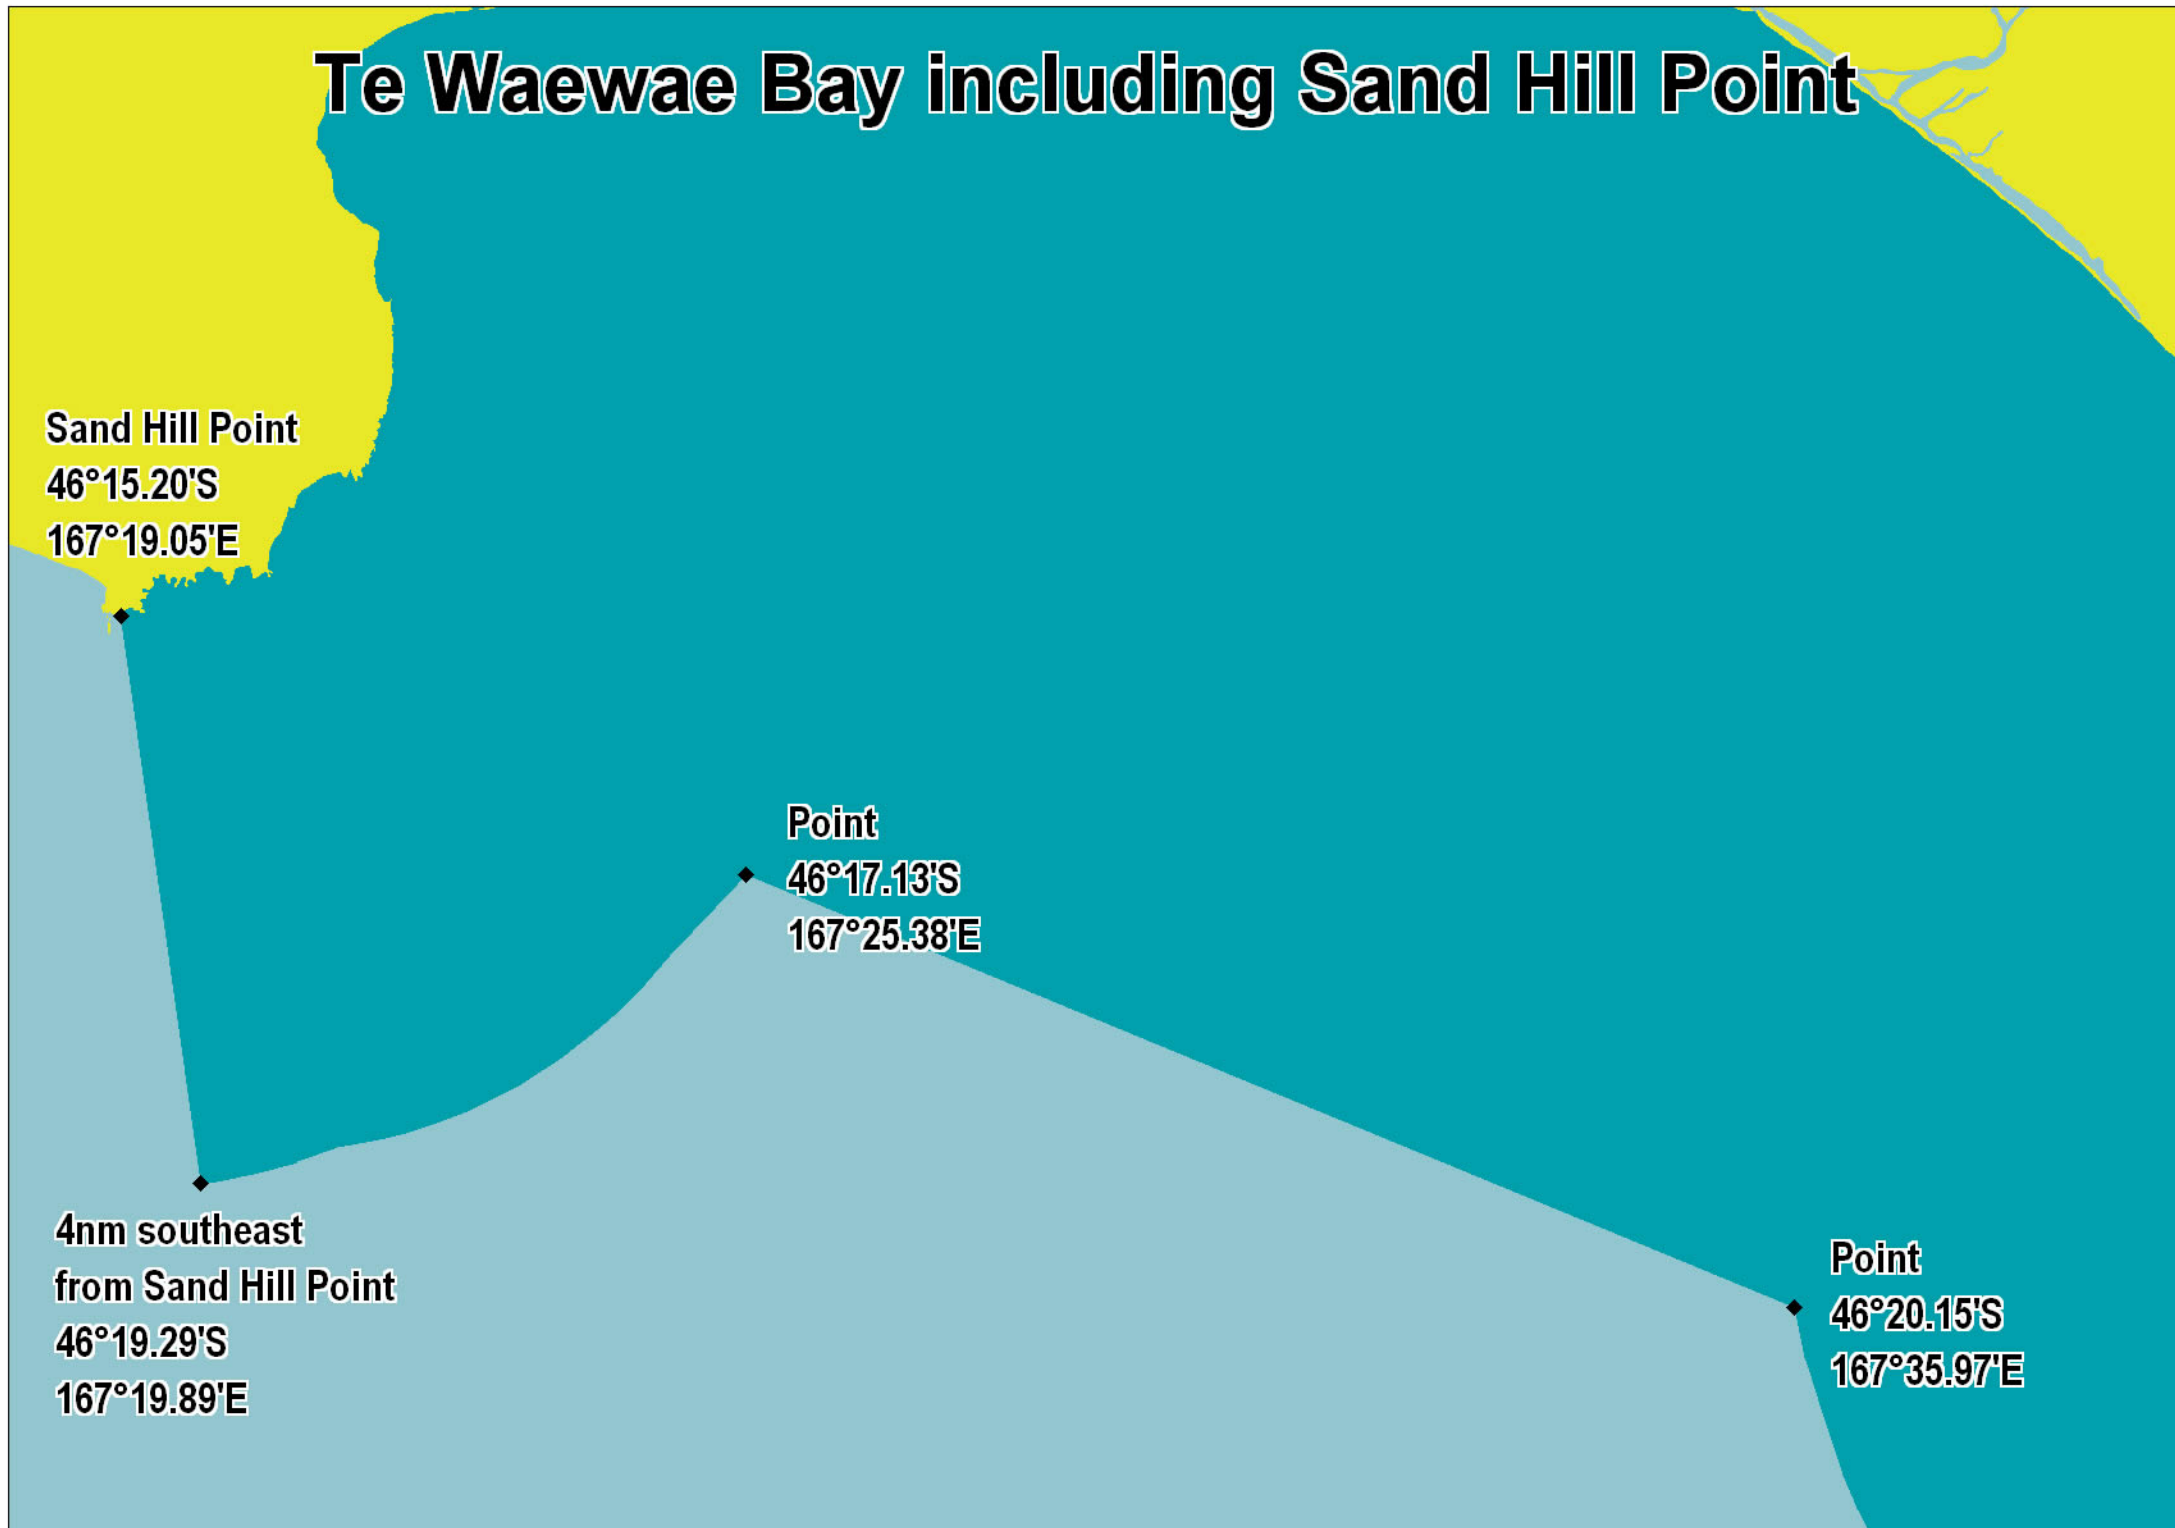 Te Waewae Bay including Sand Hill Point
Sand Hill Point
46°15.20'S
167°19.05'E
Point
46°17.13'S
167°25.38'E
4nm southeast
from Sand Hill Point
46°19.29'S
167°19.89'E
Point
46°20.15'S
167°35.97'E